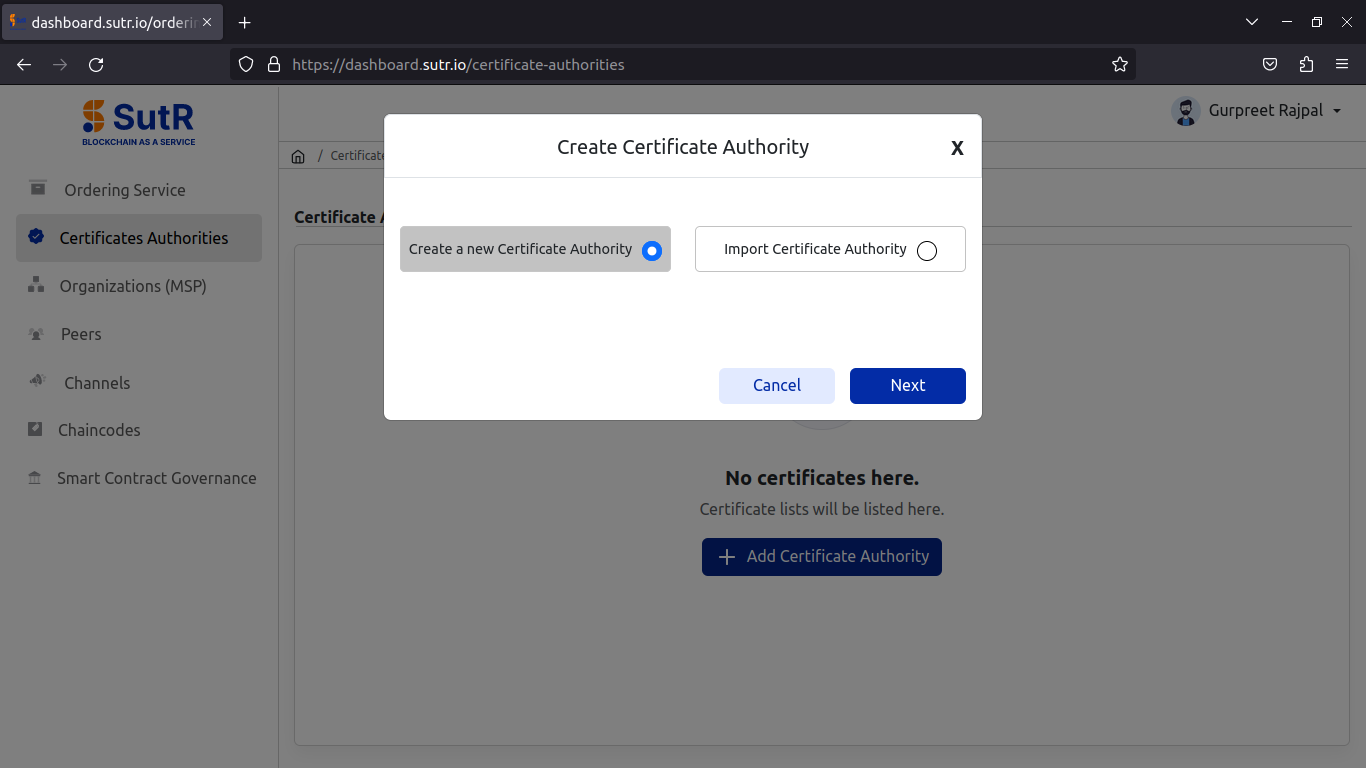 dashboard.sutr.io/orderin
https://dashboard.sutr.io/certificate-authorities
SutR
BLOCKCHAIN AS A SERVICE
Gurpreet Rajpal
Ordering Service
Certificates Authorities
Organizations (MSP)
Peers
Channels
Chaincodes
Smart Contract Governance
/ Certificate
Certificate A
Create Certificate Authority
X
Create a new Certificate Authority
Import Certificate Authority
Cancel
Next
No certificates here.
Certificate lists will be listed here.
+ Add Certificate Authority